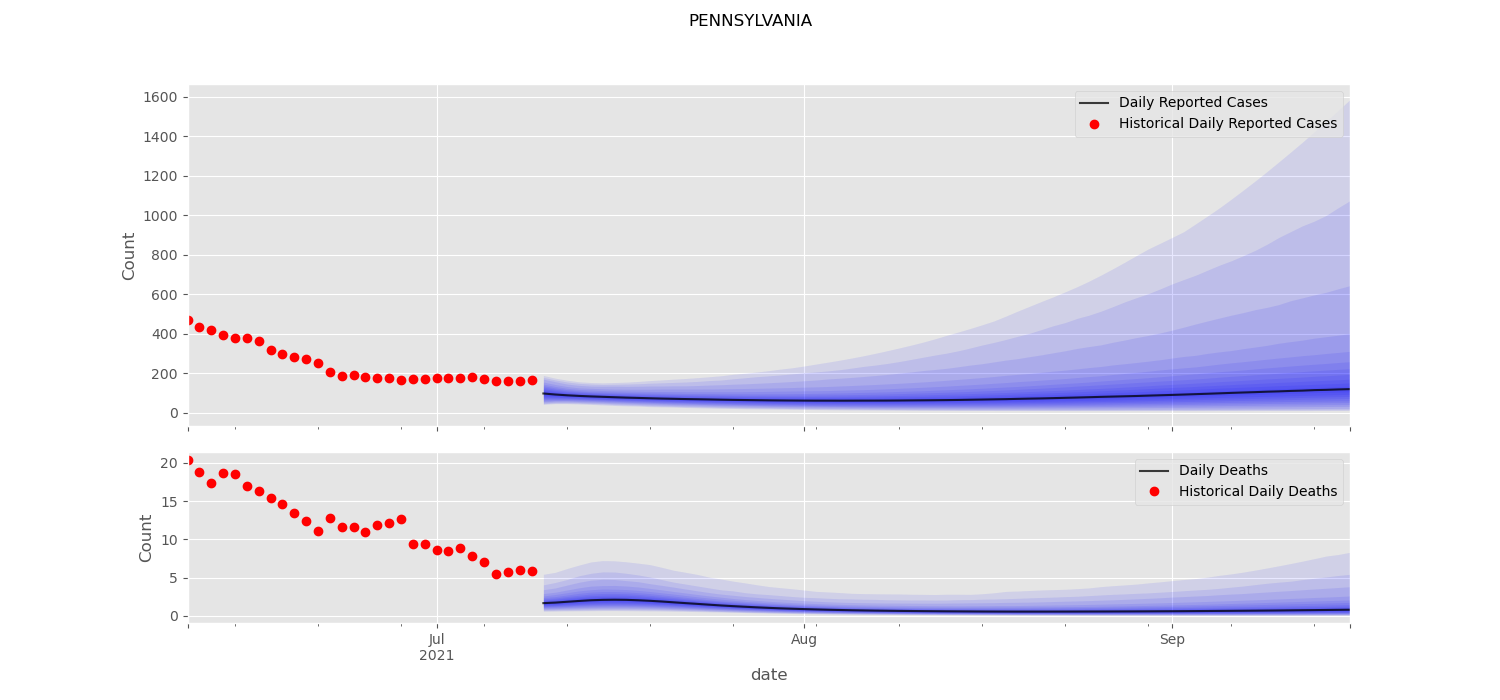 PENNSYLVANIA
1600
1400
1200
1000
800
600
400
200
0
Count
Daily Reported Cases
Historical Daily Reported Cases
20
15
10
5
0
Count
Daily Deaths
Historical Daily Deaths
Jul
2021
Aug
Sep
date